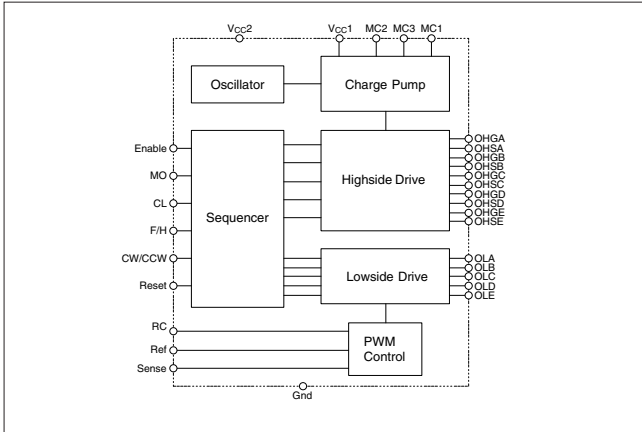 VCC2
VCC1 MC2 MC3 MC1
Oscillator
Charge Pump
Enable
MO
CL
F/H
CW/CCW
Reset
Sequencer
Highside Drive
OHGA
OHSA
OHGB
OHSB
OHGC
OHSC
OHGD
OHSD
OHGE
OHSE
Lowside Drive
OLA
OLB
OLC
OLD
OLE
RC
Ref
Sense
PWM
Control
Gnd